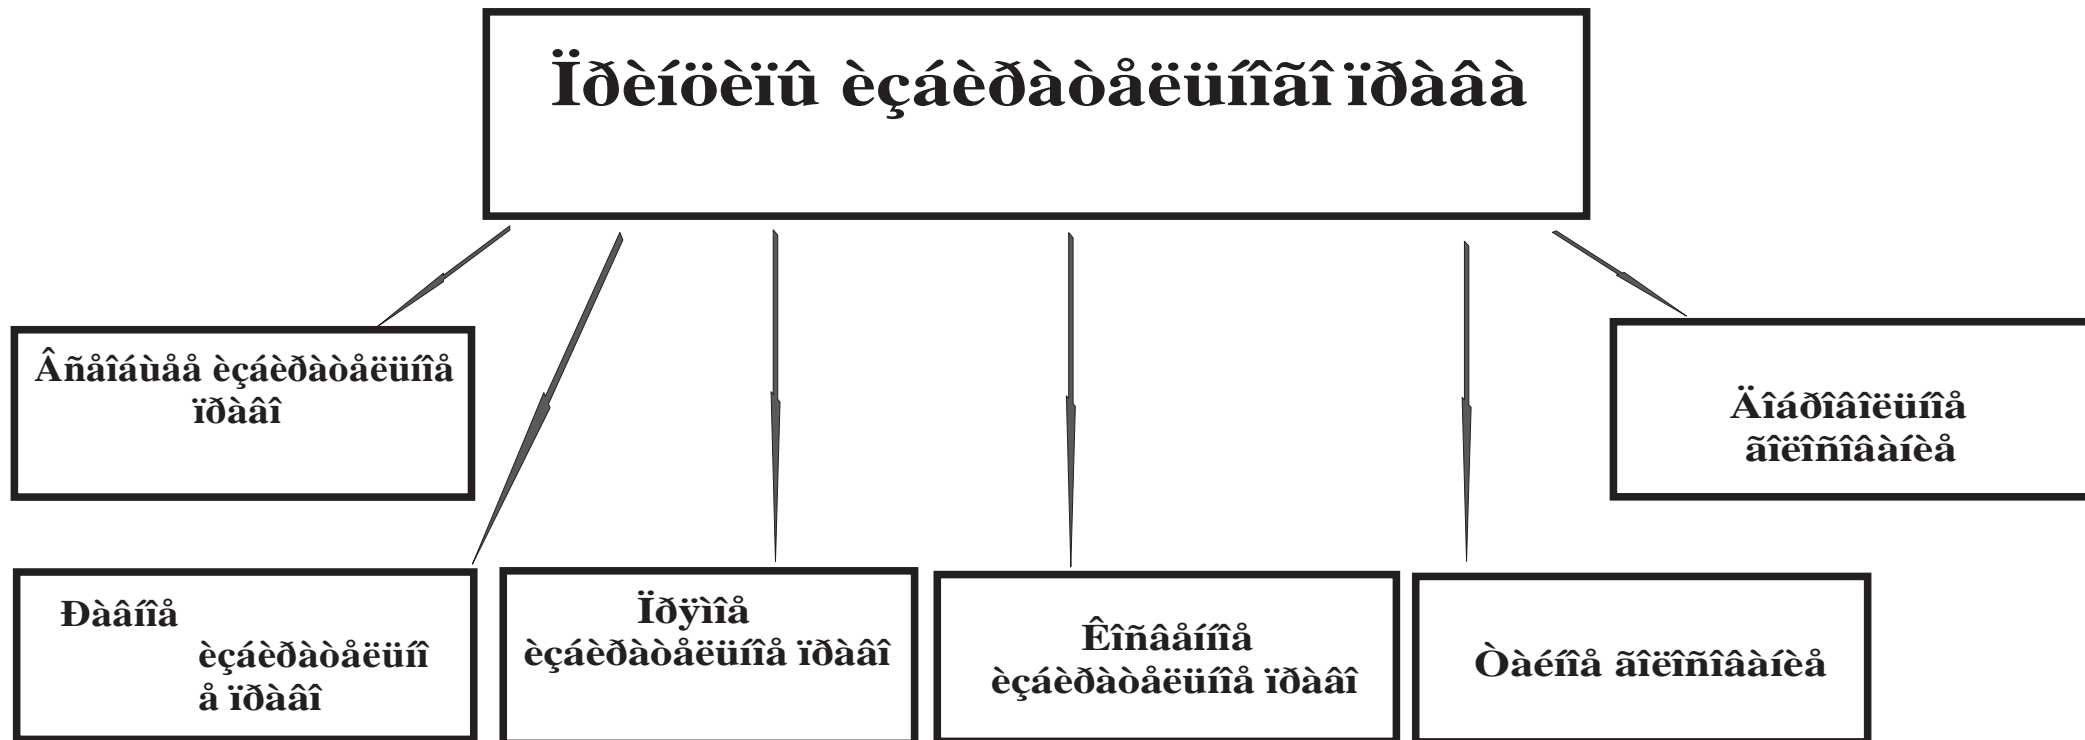 Ïðèíöèïû èçáèðàòåëüíîãî ïðàâà
Âñåîáùåå èçáèðàòåëüíîå
ïðàâî
Äîáðîâîëüíîå
ãîëîñîâàíèå
Ðàâíîå
èçáèðàòåëüíî
å ïðàâî
Ïðÿìîå
èçáèðàòåëüíîå ïðàâî
Êîñâåííîå
èçáèðàòåëüíîå ïðàâî
Òàéíîå ãîëîñîâàíèå